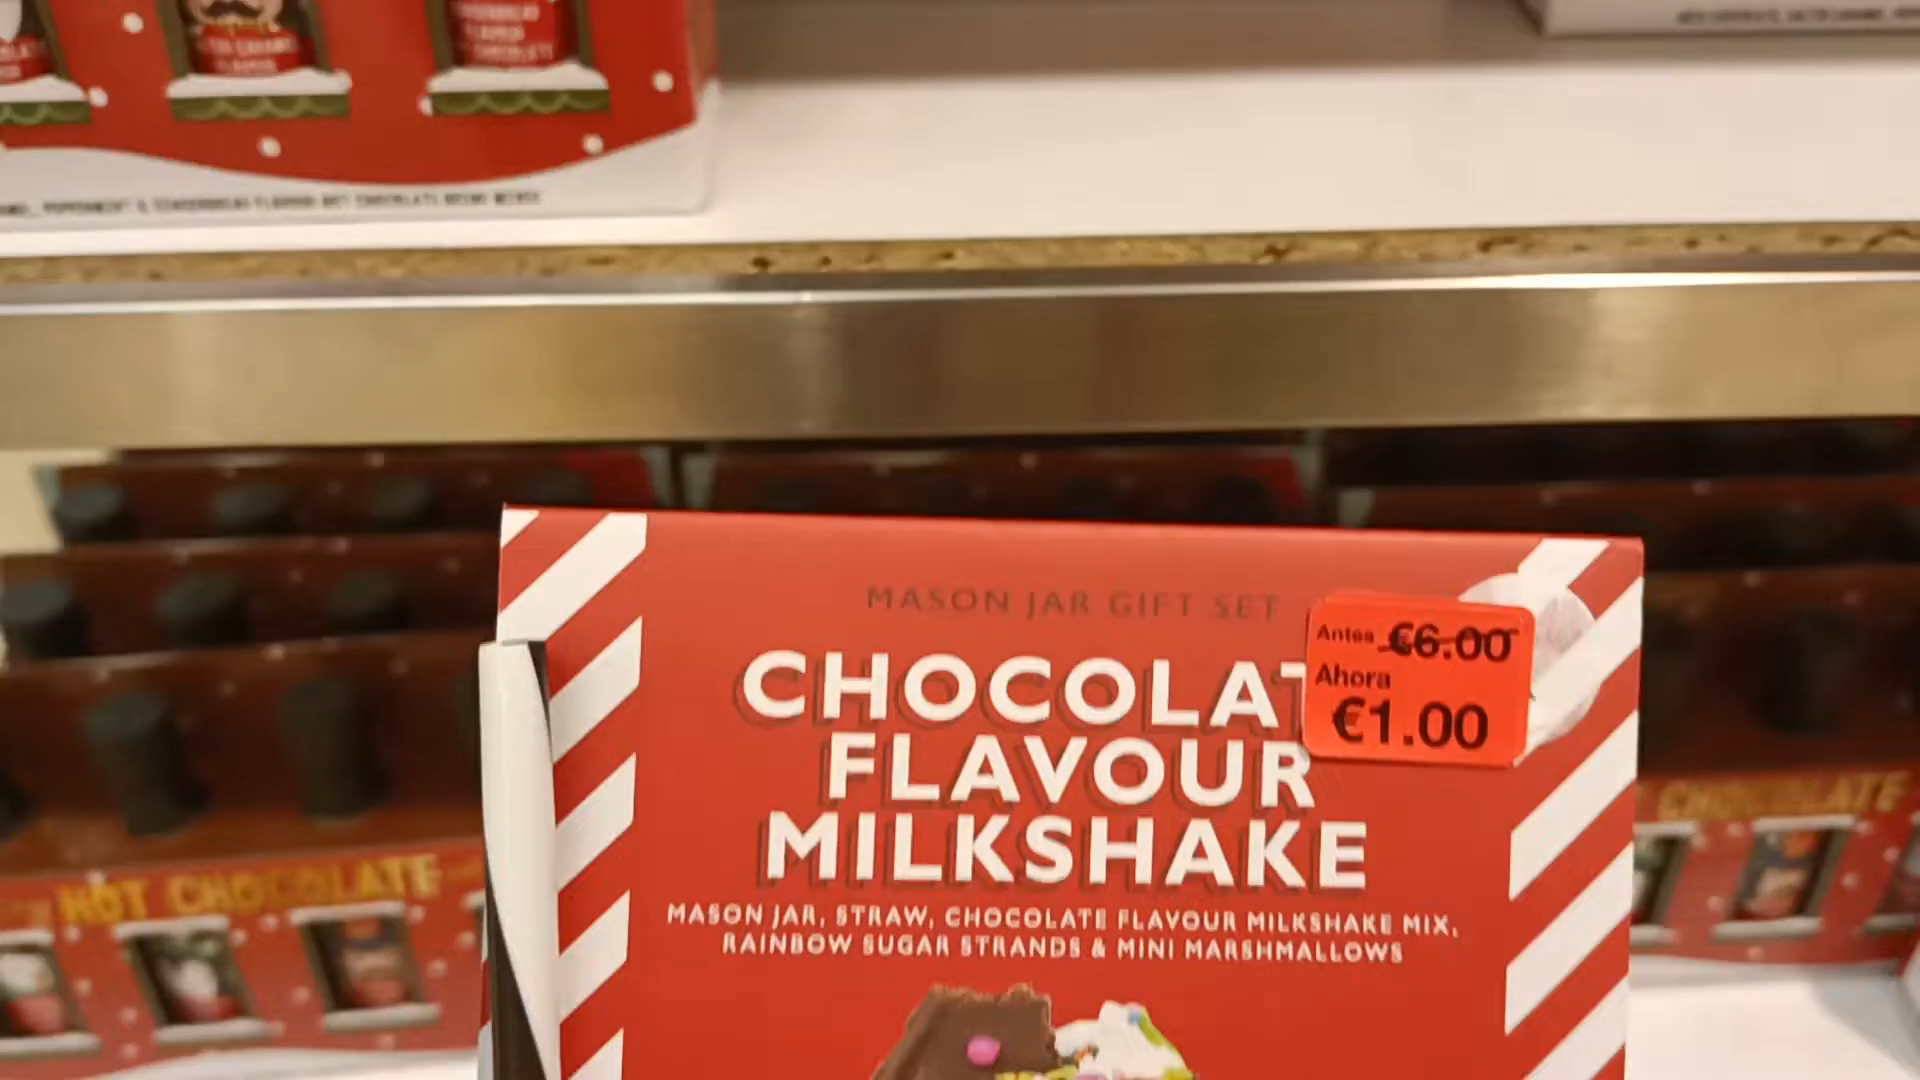 MASON JAR GIFT SET
CHOCOLAT
FLAVOUR
MILKSHAKE
MASON JAR, STRAW, CHOCOLATE FLAVOUR MILKSHAKE MIX,
RAINBOW SUGAR STRANDS & MINI MARSHMALLOWS
Antes €6.00
Ahora
€1.00
HOT CHOCOLATE
CHOCOLATE